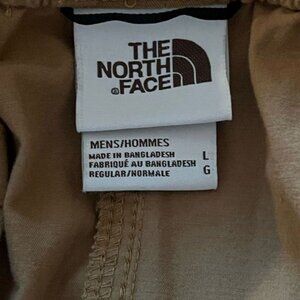 THE
NORTH
FACE
MENS/HOMMES
MADE IN BANGLADESH L
FABRIQUÉ AU BANGLADESH G
REGULAR/NORMALE